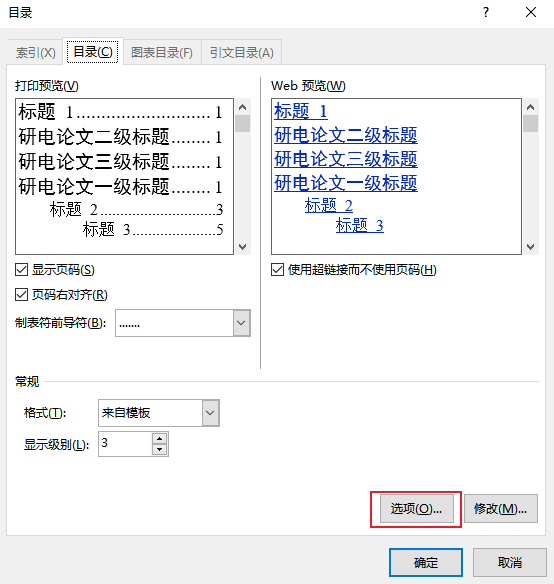 目录
?
索引(X) 目录(C) 图表目录(F) 引文目录(A)
打印预览(V)
标题 1........................... 1
研电论文二级标题........ 1
研电论文三级标题........ 1
研电论文一级标题........ 1
标题 2.............................3
标题 3......................5
Web 预览(W)
标题 1
研电论文二级标题
研电论文三级标题
研电论文一级标题
标题 2
标题 3
显示页码(S)
页码右对齐(R)
制表符前导符(B): .......
使用超链接而不使用页码(H)
常规
格式(T): 来自模板
显示级别(L): 3
选项(O)... 修改(M)...
确定 取消